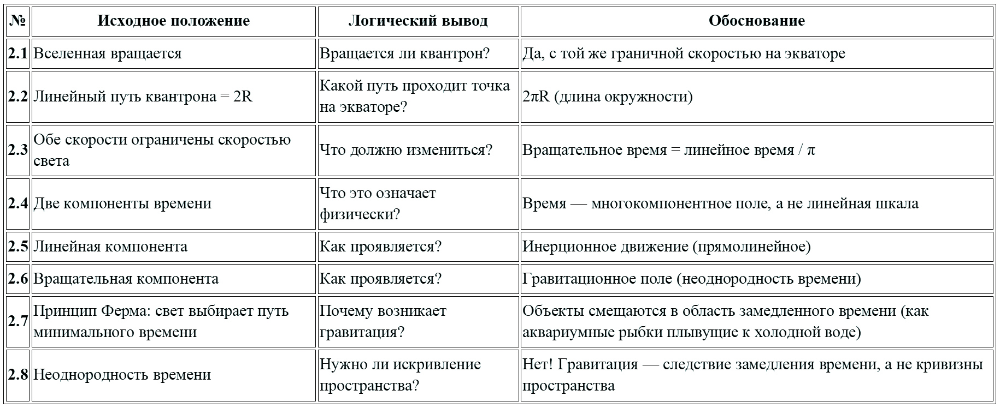 № Исходное положение Логический вывод Обоснование
2.1 Вселенная вращается Вращается ли квантрон? Да, с той же граничной скоростью на экваторе
2.2 Линейный путь квантрона = 2R Какой путь проходит точка
на экваторе? 2πR (длина окружности)
2.3 Обе скорости ограничены скоростью
света Что должно измениться? Вращательное время = линейное время / π
2.4 Две компоненты времени Что это означает
физически? Время — многокомпонентное поле, а не линейная шкала
2.5 Линейная компонента Как проявляется? Инерционное движение (прямолинейное)
2.6 Вращательная компонента Как проявляется? Гравитационное поле (неоднородность времени)
2.7 Принцип Ферма: свет выбирает путь
минимального времени Почему возникает
гравитация? Объекты смещаются в область замедленного времени (как
аквариумные рыбки плывущие к холодной воде)
2.8 Неоднородность времени Нужно ли искривление
пространства? Нет! Гравитация — следствие замедления времени, а не кривизны
пространства